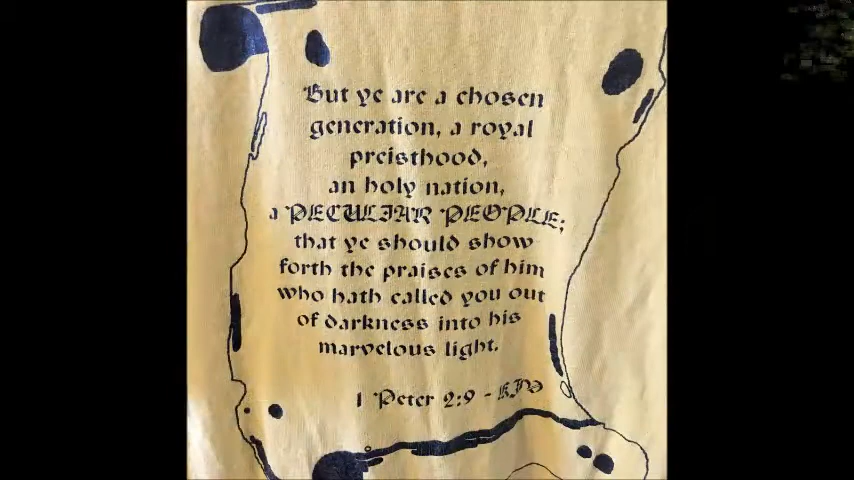 But ye are a chosen
generation, a royal
preisthood,
an holy nation,
a PECULIAR PEOPLE;
that ye should show
forth the praises of him
who hath called you out
of darkness into his
marvelous light.
1 Peter 2:9 - KJV